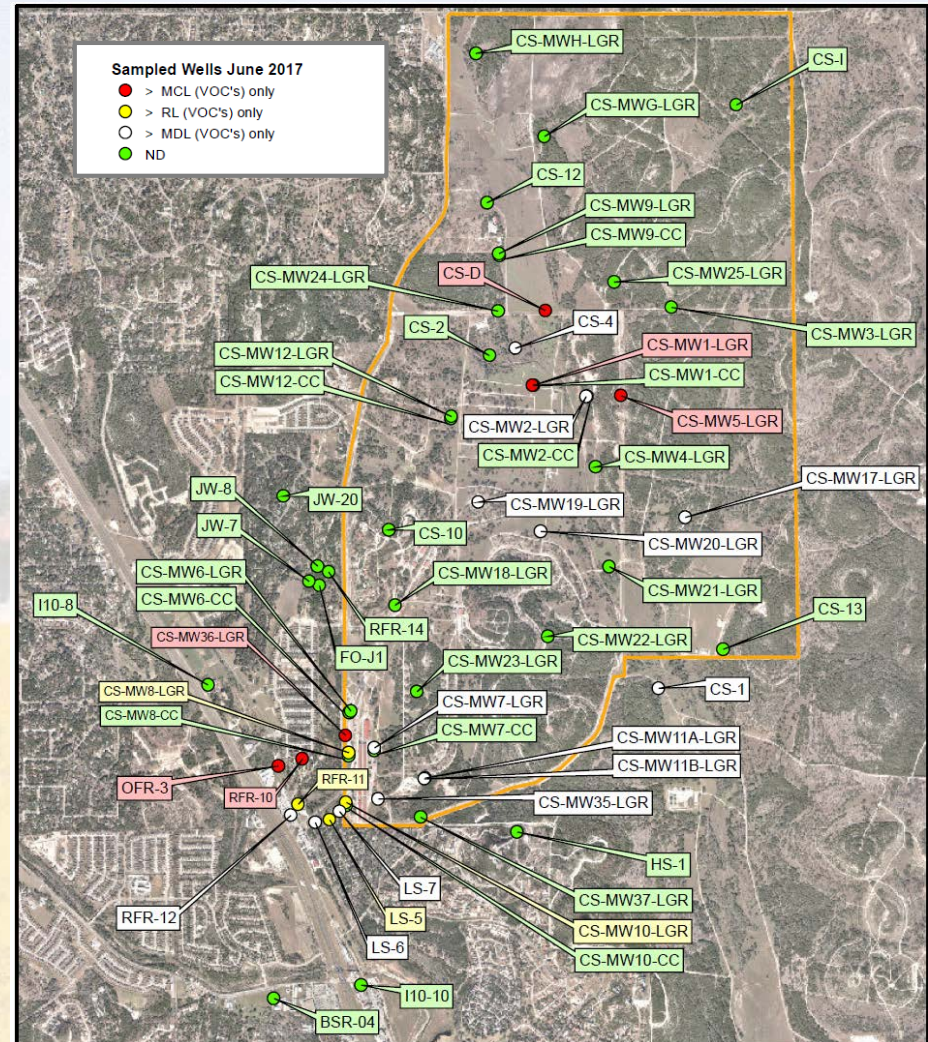 Sampled Wells June 2017
> MCL (VOC's) only
> RL (VOC's) only
> MDL (VOC's) only
ND
CS-MWH-LGR
CS-I
CS-MWG-LGR
CS-12
CS-MW9-LGR
CS-MW9-CC
CS-D
CS-MW25-LGR
CS-MW24-LGR
CS-2
CS-4
CS-MW3-LGR
CS-MW12-LGR
CS-MW1-LGR
CS-MW12-CC
CS-MW1-CC
CS-MW5-LGR
CS-MW2-LGR
CS-MW2-CC
CS-MW4-LGR
JW-8
JW-20
CS-MW19-LGR
CS-MW17-LGR
JW-7
CS-10
CS-MW20-LGR
CS-MW6-LGR
CS-MW18-LGR
CS-MW21-LGR
CS-MW6-CC
I10-8
RFR-14
CS-MW36-LGR
CS-MW22-LGR
CS-13
FO-J1
CS-MW23-LGR
CS-MW8-LGR
CS-MW7-LGR
CS-1
CS-MW8-CC
CS-MW7-CC
CS-MW11A-LGR
OFR-3
RFR-10
RFR-11
CS-MW11B-LGR
CS-MW35-LGR
HS-1
LS-7
CS-MW37-LGR
RFR-12
LS-5
CS-MW10-LGR
LS-6
CS-MW10-CC
I10-10
BSR-04